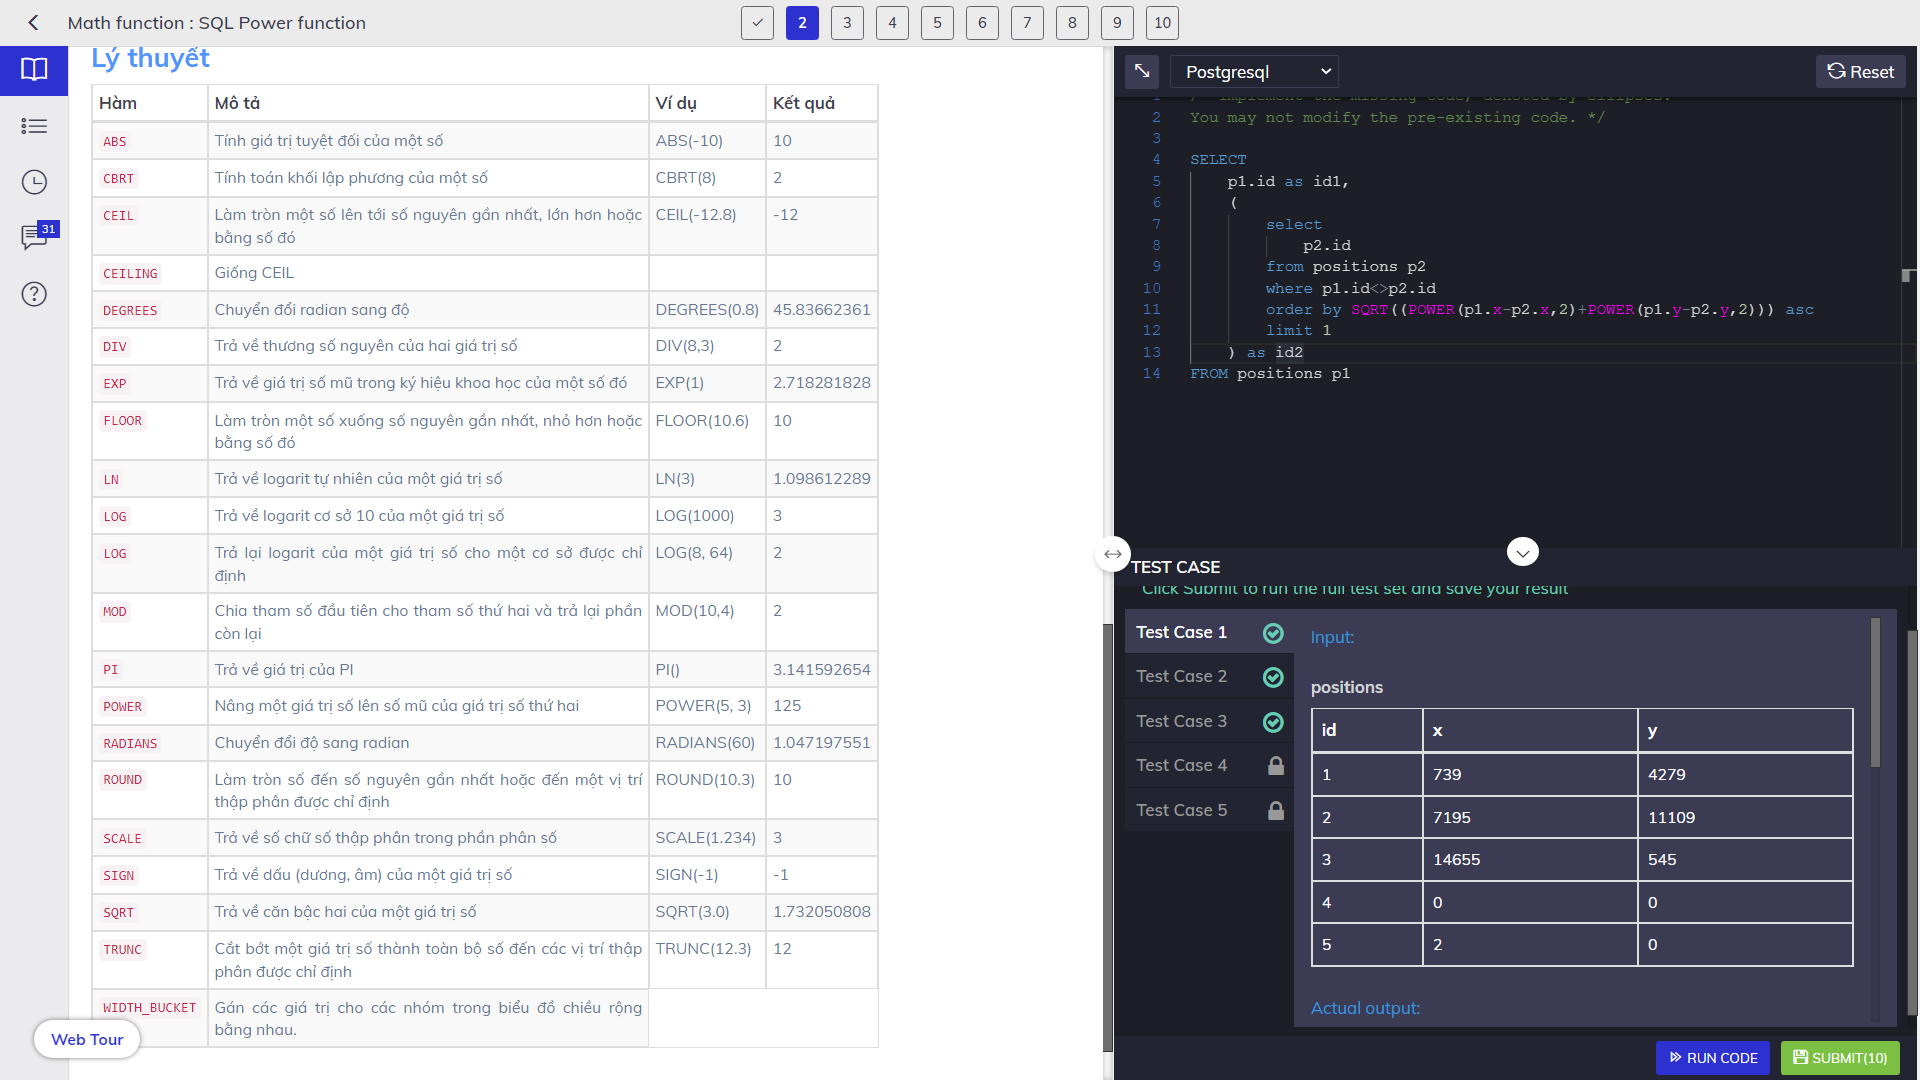 Math function : SQL Power function
2 3 4 5 6 7 8 9 10
31
Lý thuyết
Hàm Mô tả Ví dụ Kết quả
ABS Tính giá trị tuyệt đối của một số ABS(-10) 10
CBRT Tính toán khối lập phương của một số CBRT(8) 2
CEIL Làm tròn một số lên tới số nguyên gần nhất, lớn hơn hoặc CEIL(-12.8) -12
bằng số đó
CEILING Giống CEIL
DEGREES Chuyển đổi radian sang độ DEGREES(0.8) 45.83662361
DIV Trả về thương số nguyên của hai giá trị số DIV(8,3) 2
EXP Trả về giá trị số mũ trong ký hiệu khoa học của một số đó EXP(1) 2.718281828
FLOOR Làm tròn một số xuống số nguyên gần nhất, nhỏ hơn hoặc FLOOR(10.6) 10
bằng số đó
LN Trả về logarit tự nhiên của một giá trị số LN(3) 1.098612289
LOG Trả về logarit cơ sở 10 của một giá trị số LOG(1000) 3
LOG Trả lại logarit của một giá trị số cho một cơ sở được chỉ LOG(8, 64) 2
định
MOD Chia tham số đầu tiên cho tham số thứ hai và trả lại phần MOD(10,4) 2
còn lại
PI Trả về giá trị của PI PI() 3.141592654
POWER Nâng một giá trị số lên số mũ của giá trị số thứ hai POWER(5, 3) 125
RADIANS Chuyển đổi độ sang radian RADIANS(60) 1.047197551
ROUND Làm tròn số đến số nguyên gần nhất hoặc đến một vị trí ROUND(10.3) 10
thập phân được chỉ định
SCALE Trả về số chữ số thập phân trong phần phân số SCALE(1.234) 3
SIGN Trả về dấu (dương, âm) của một giá trị số SIGN(-1) -1
SQRT Trả về căn bậc hai của một giá trị số SQRT(3.0) 1.732050808
TRUNC Cắt bớt một giá trị số thành toàn bộ số đến các vị trí thập TRUNC(12.3) 12
phân được chỉ định
WIDTH_BUCKET Gán các giá trị cho các nhóm trong biểu đồ chiều rộng
bằng nhau.
Web Tour
Postgresql
Reset
1 /* Implement the missing code, denoted by ellipses.
2 You may not modify the pre-existing code. */
3
4 SELECT
5 p1.id as id1,
6 (
7 select
8 p2.id
9 from positions p2
10 where p1.id<>p2.id
11 order by SQRT((POWER(p1.x-p2.x,2)+POWER(p1.y-p2.y,2))) asc
12 limit 1
13 ) as id2
14 FROM positions p1
TEST CASE
Click Submit to run the full test set and save your result
Test Case 1
Test Case 2
Test Case 3
Test Case 4
Test Case 5
Input:
positions
id x y
1 739 4279
2 7195 11109
3 14655 545
4 0 0
5 2 0
Actual output:
RUN CODE
SUBMIT(10)